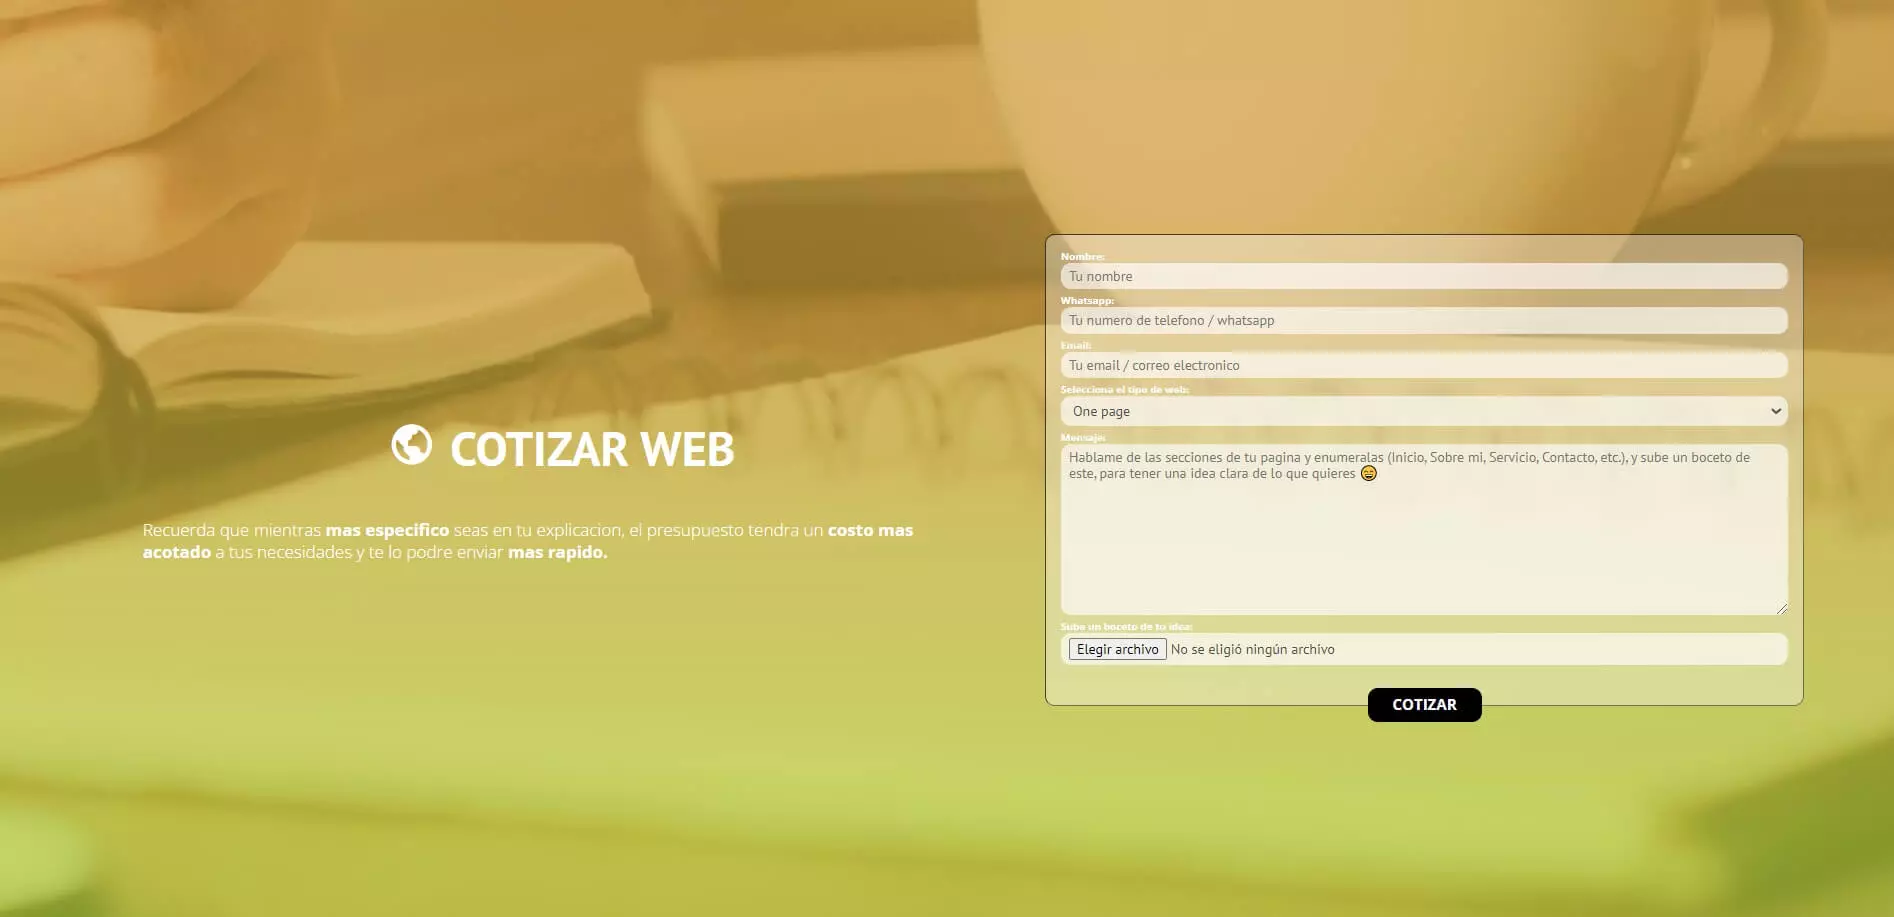 COTIZAR WEB
Recuerda que mientras mas especifico seas en tu explicacion, el presupuesto tendra un costo mas
acotado a tus necesidades y te lo podre enviar mas rapido.
Nombre:
Tu nombre
Whatsapp:
Tu numero de telefono / whatsapp
Email:
Tu email / correo electronico
Selecciona el tipo de web:
One page
Mensaje:
Hablame de las secciones de tu pagina y enumeralas (Inicio, Sobre mi, Servicio, Contacto, etc.), y sube un boceto de
este, para tener una idea clara de lo que quieres 😄
Sube un boceto de tu idea:
Elegir archivo No se eligió ningún archivo
COTIZAR